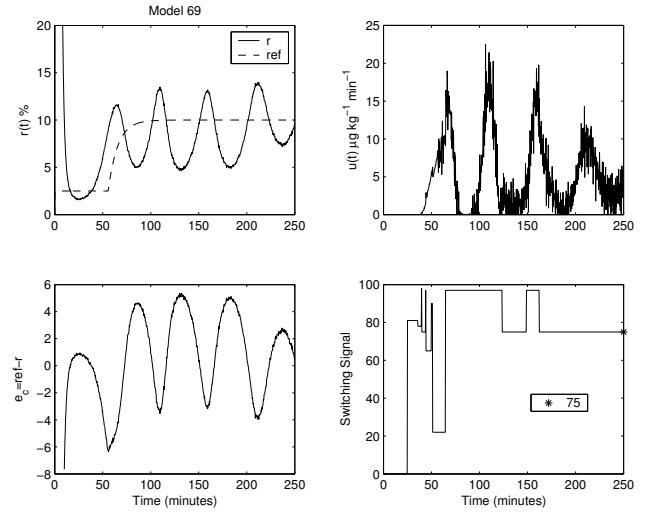 Model 69
20
15
10
5
0
0 50 100 150 200 250
r(t) %
r
ref
25
20
15
10
5
0
0 50 100 150 200 250
u(t) μg kg−1 min−1
6
4
2
0
−2
−4
−6
−8
0 50 100 150 200 250
e_c=ref−r
Time (minutes)
100
80
60
40
20
0
0 50 100 150 200 250
Switching Signal
75
Time (minutes)